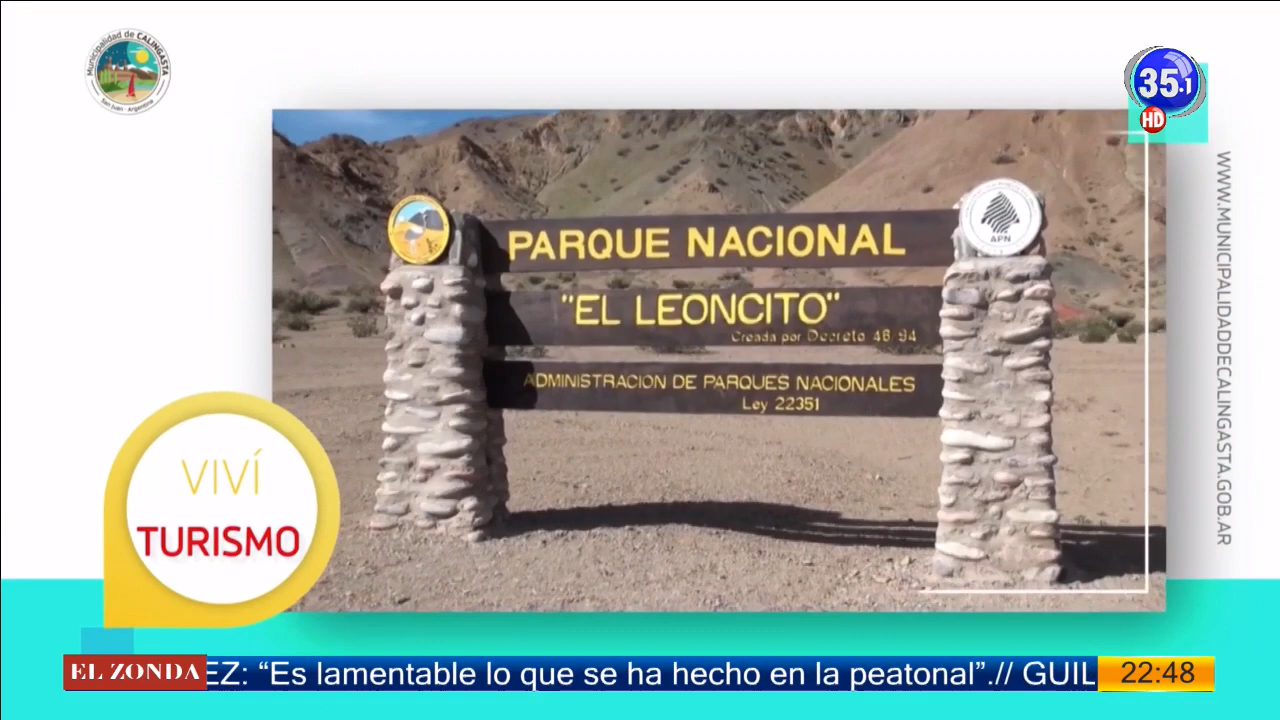 Municipalidad de CALINGASTA
San Juan - Argentina
35.1
HD
WWW.MUNICIPALIDADDECALINGASTA.GOB.AR
PARQUE NACIONAL
APN
"EL LEONCITO"
Creada por Decreto 46/94
ADMINISTRACION DE PARQUES NACIONALES
Ley 22351
VIVÍ
TURISMO
EL ZONDA
EZ: “Es lamentable lo que se ha hecho en la peatonal”.// GUIL
22:48